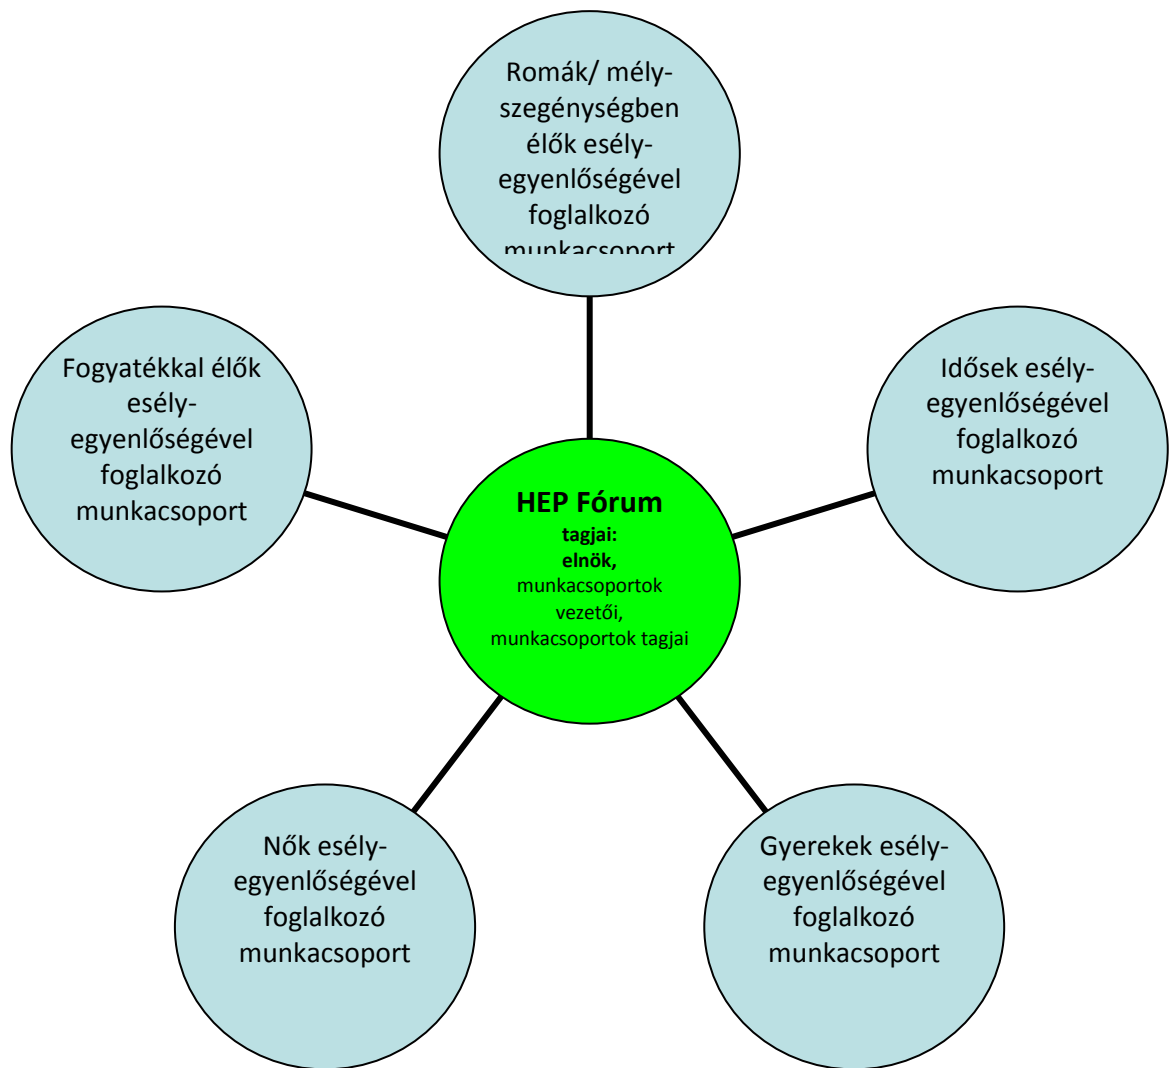 Romák/ mély-
szegénységben
élők esély-
egyenlőségével
foglalkozó
munkacsoport
Fogyatékkal élők
esély-
egyenlőségével
foglalkozó
munkacsoport
Idősek esély-
egyenlőségével
foglalkozó
munkacsoport
HEP Fórum
tagjai:
elnök,
munkacsoportok
vezetői,
munkacsoportok tagjai
Nők esély-
egyenlőségével
foglalkozó
munkacsoport
Gyerekek esély-
egyenlőségével
foglalkozó
munkacsoport